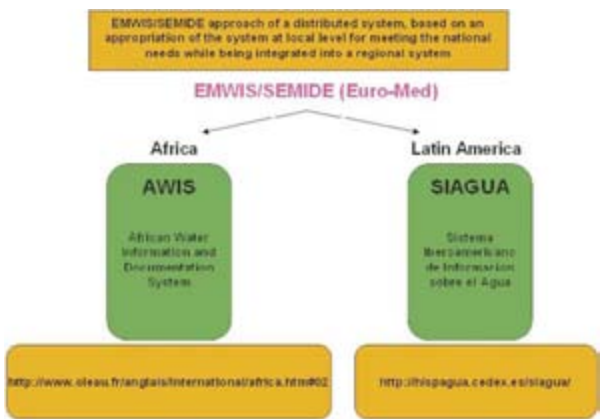 EMWIS/SEMIDE approach of a distributed system, based on an
appropriation of the system at local level for meeting the national
needs while being integrated into a regional system
EMWIS/SEMIDE (Euro-Med)
Africa
Latin America
AWIS
African Water
Information and
Documentation
System.
SIAGUA
Sistema
Iberoamericano
de Informacion
sobre el Agua
http://www.oieau.fr/anglais/international/africa.htm#02
http://hispagua.cedex.es/siagua/